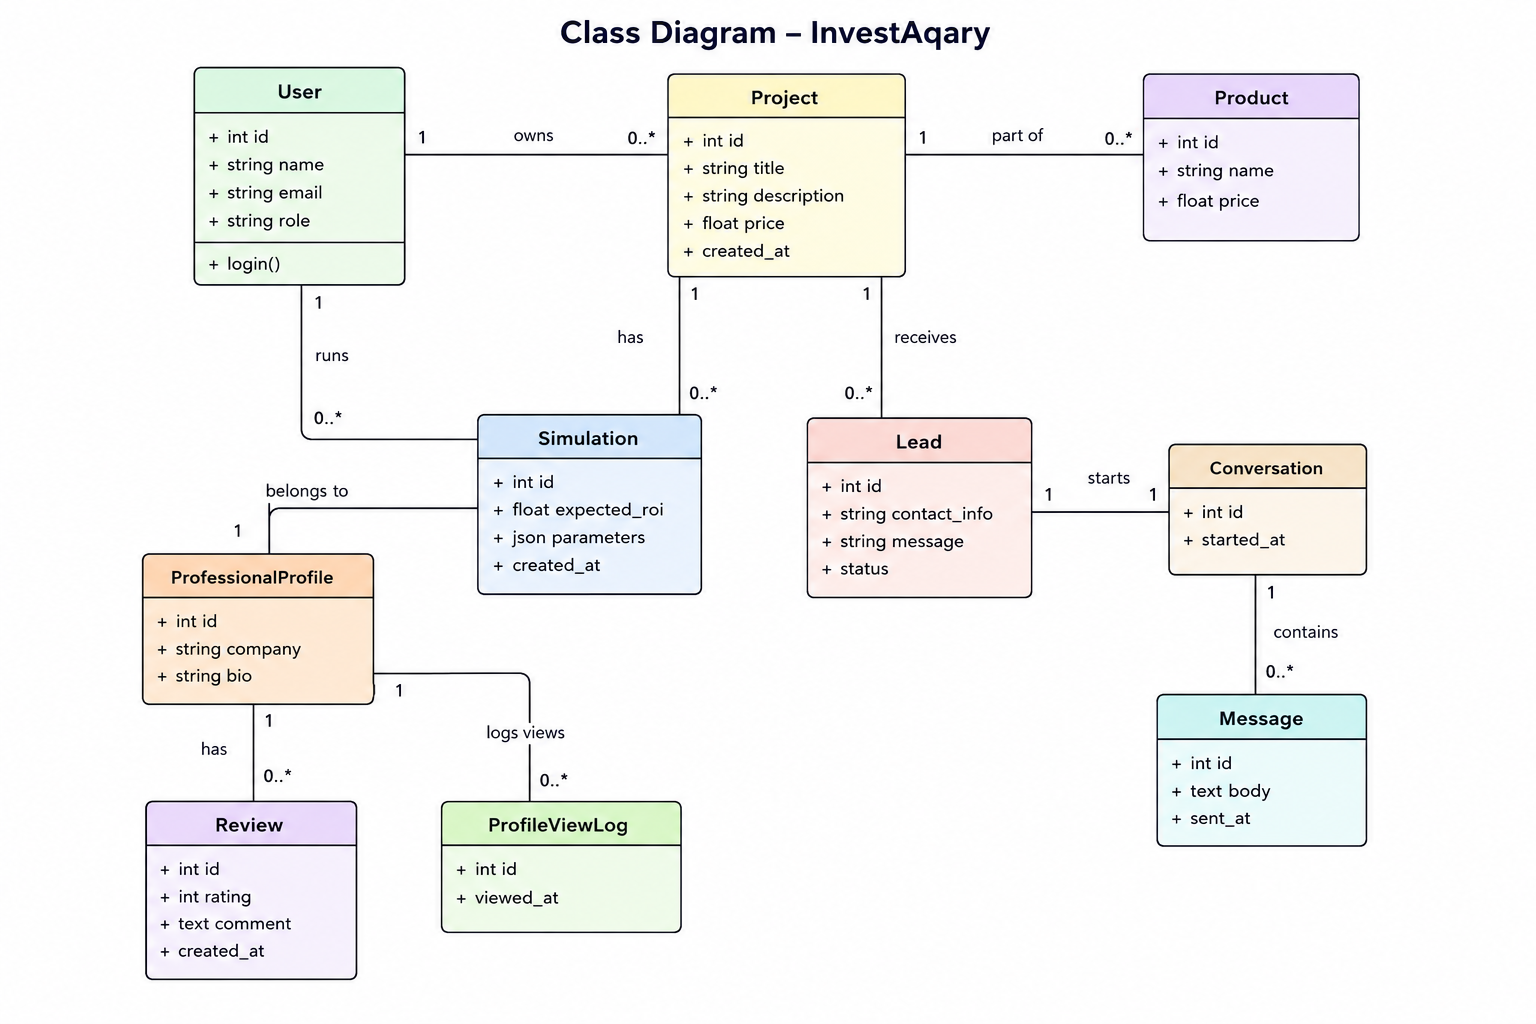 Class Diagram – InvestAqary
User
+ int id
+ string name
+ string email
+ string role
+ login()
1
owns
0..*
Project
+ int id
+ string title
+ string description
+ float price
+ created_at
1
part of
0..*
Product
+ int id
+ string name
+ float price
1
runs
0..*
1
has
0..*
1
receives
0..*
Simulation
+ int id
+ float expected_roi
+ json parameters
+ created_at
Lead
+ int id
+ string contact_info
+ string message
+ status
1
starts
1
Conversation
+ int id
+ started_at
belongs to
1
ProfessionalProfile
+ int id
+ string company
+ string bio
1
contains
0..*
1
logs views
0..*
1
has
0..*
Message
+ int id
+ text body
+ sent_at
Review
+ int id
+ int rating
+ text comment
+ created_at
ProfileViewLog
+ int id
+ viewed_at